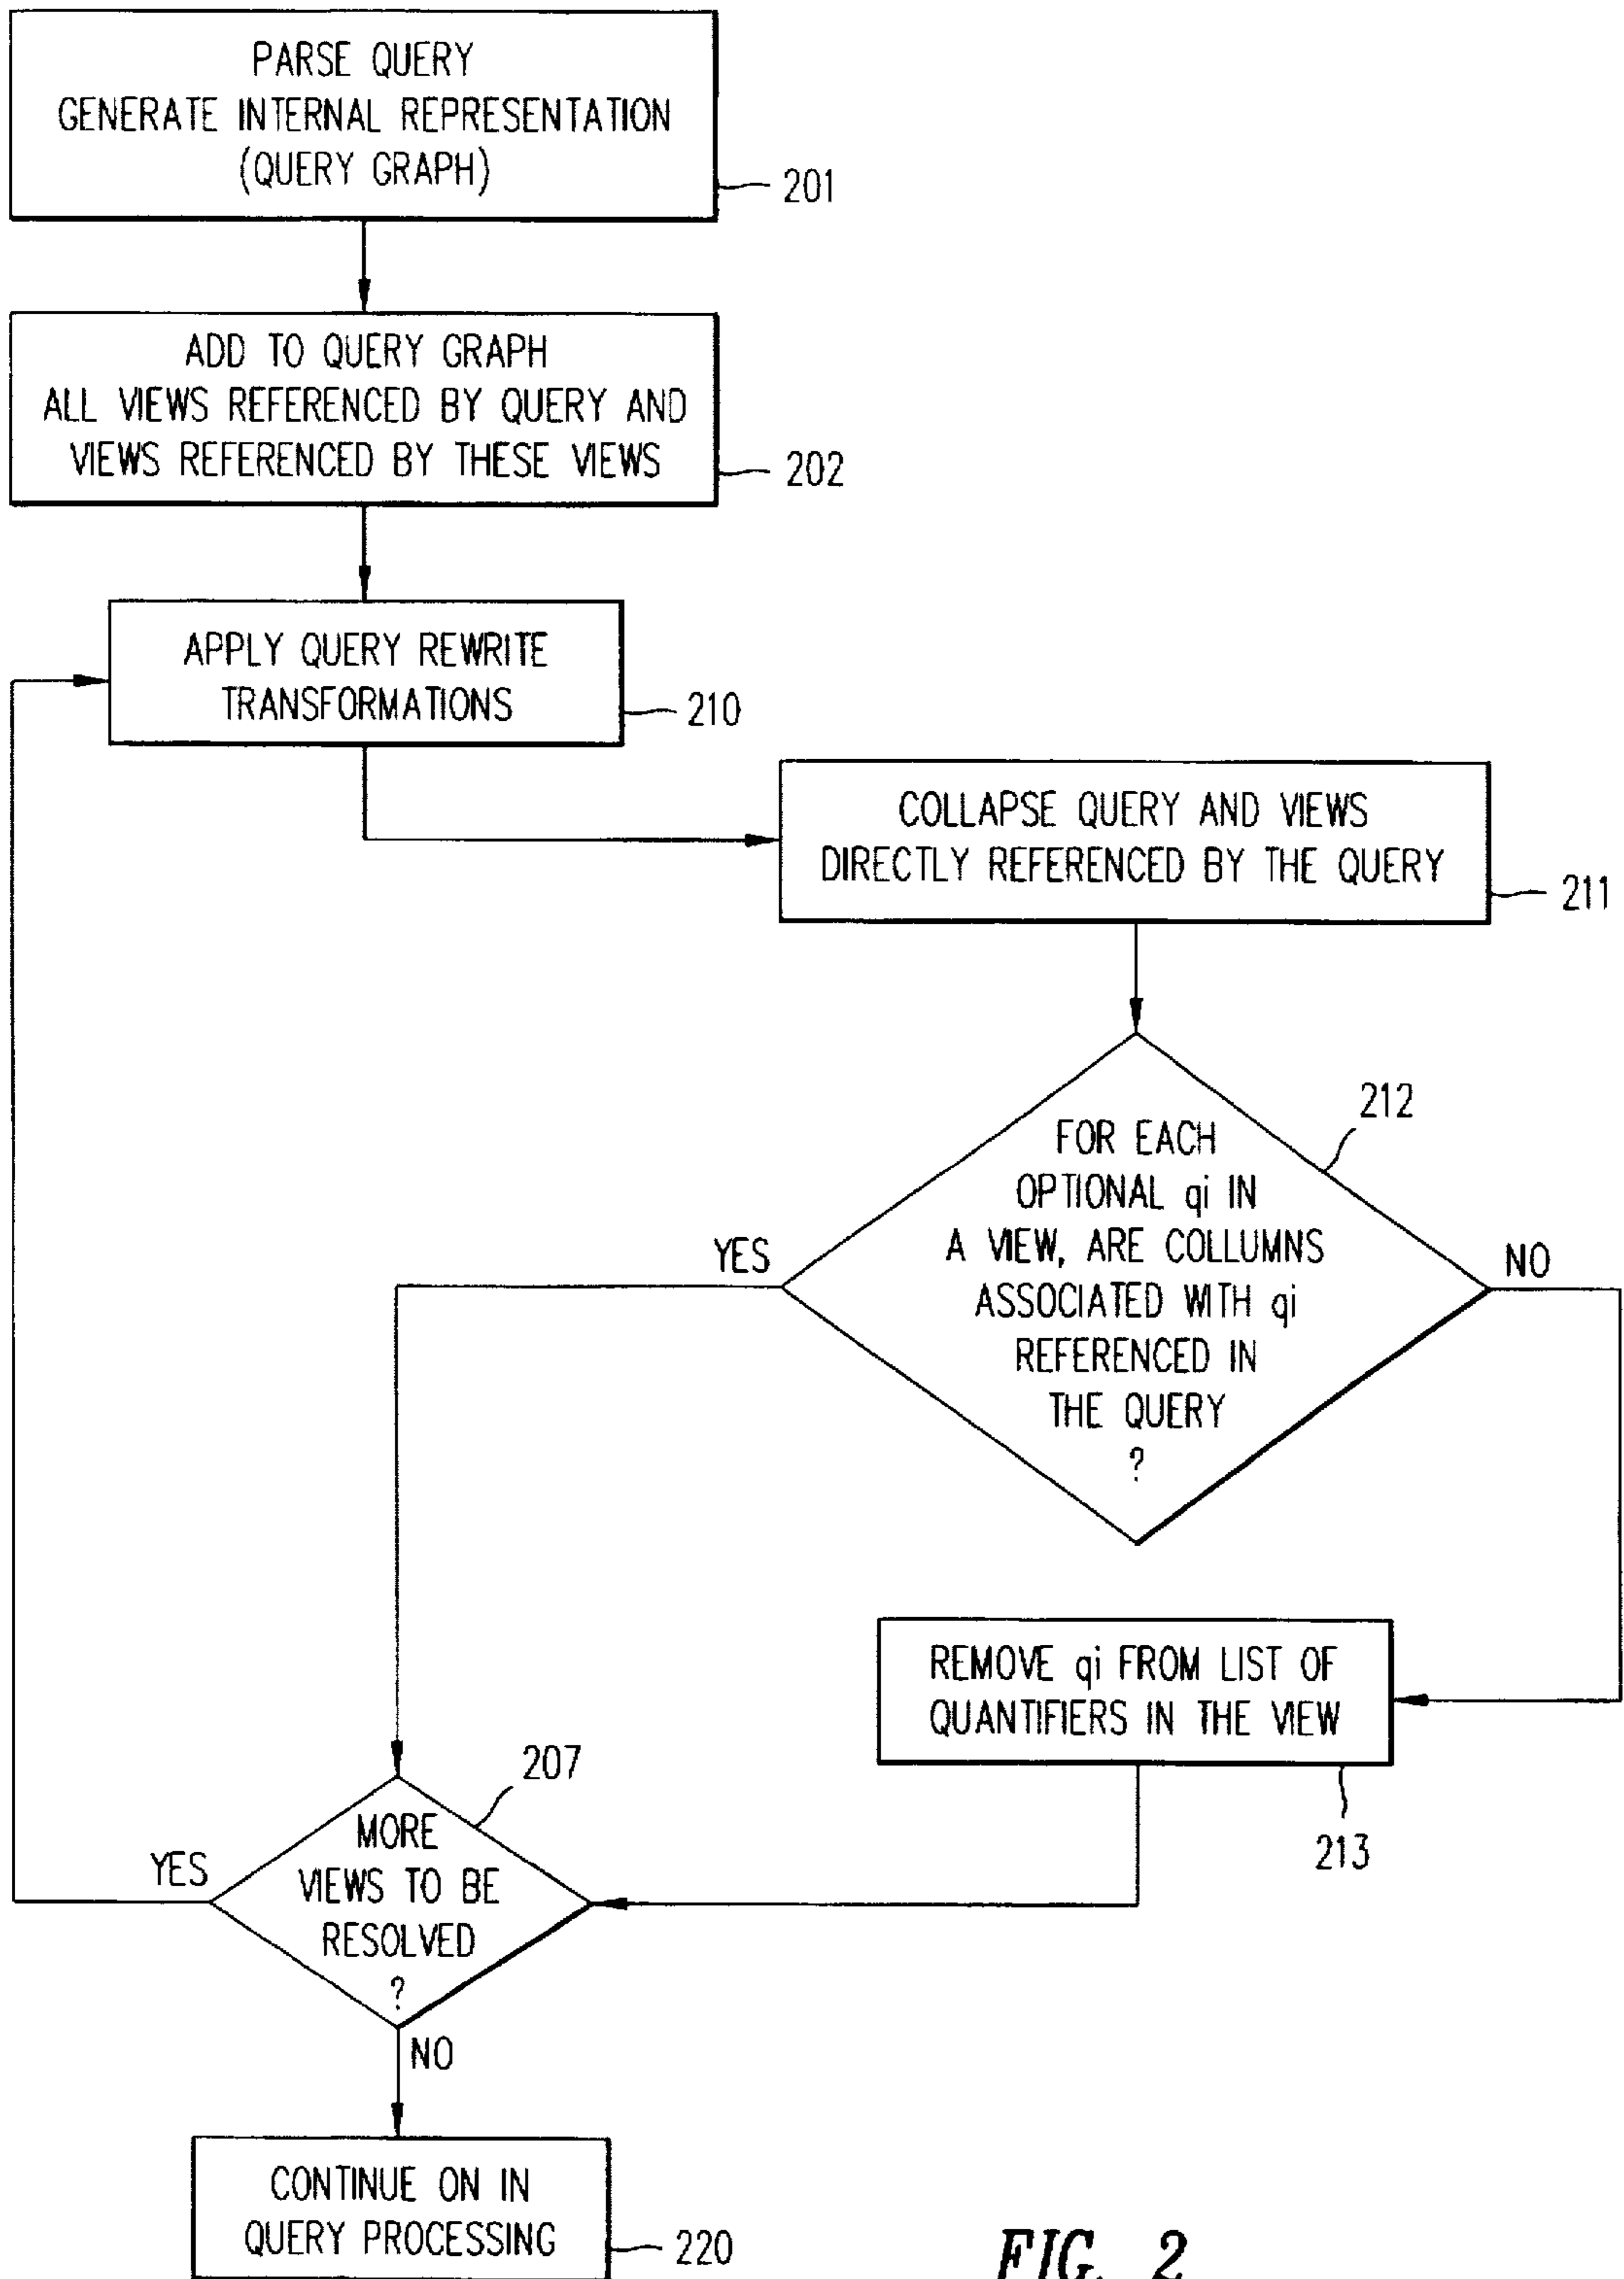 PARSE QUERY
GENERATE INTERNAL REPRESENTATION
(QUERY GRAPH)
201
ADD TO QUERY GRAPH
ALL VIEWS REFERENCED BY QUERY AND
VIEWS REFERENCED BY THESE VIEWS
202
APPLY QUERY REWRITE
TRANSFORMATIONS
210
COLLAPSE QUERY AND VIEWS
DIRECTLY REFERENCED BY THE QUERY
211
212
FOR EACH
OPTIONAL qi IN
A VIEW, ARE COLLUMNS
ASSOCIATED WITH qi
REFERENCED IN
THE QUERY
?
YES
NO
REMOVE qi FROM LIST OF
QUANTIFIERS IN THE VIEW
213
207
MORE
VIEWS TO BE
RESOLVED
?
YES
NO
CONTINUE ON IN
QUERY PROCESSING
220
FIG. 2